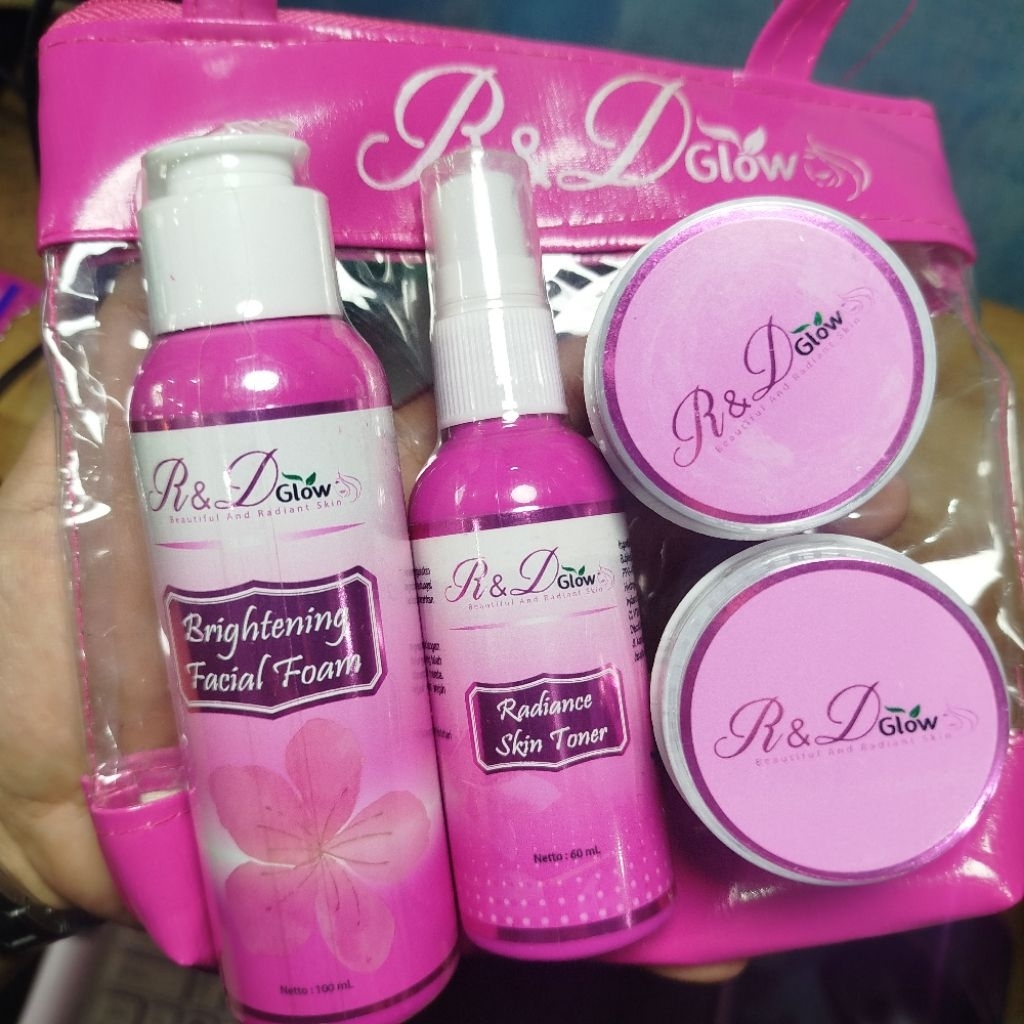 R&D Glow
R&D Glow
Beautiful And Radiant Skin
Brightening
Facial Foam
Netto : 100 mL
R&D Glow
Beautiful And Radiant Skin
Radiance
Skin Toner
Netto : 60 mL
R&D Glow
Beautiful And Radiant Skin
R&D Glow
Beautiful And Radiant Skin